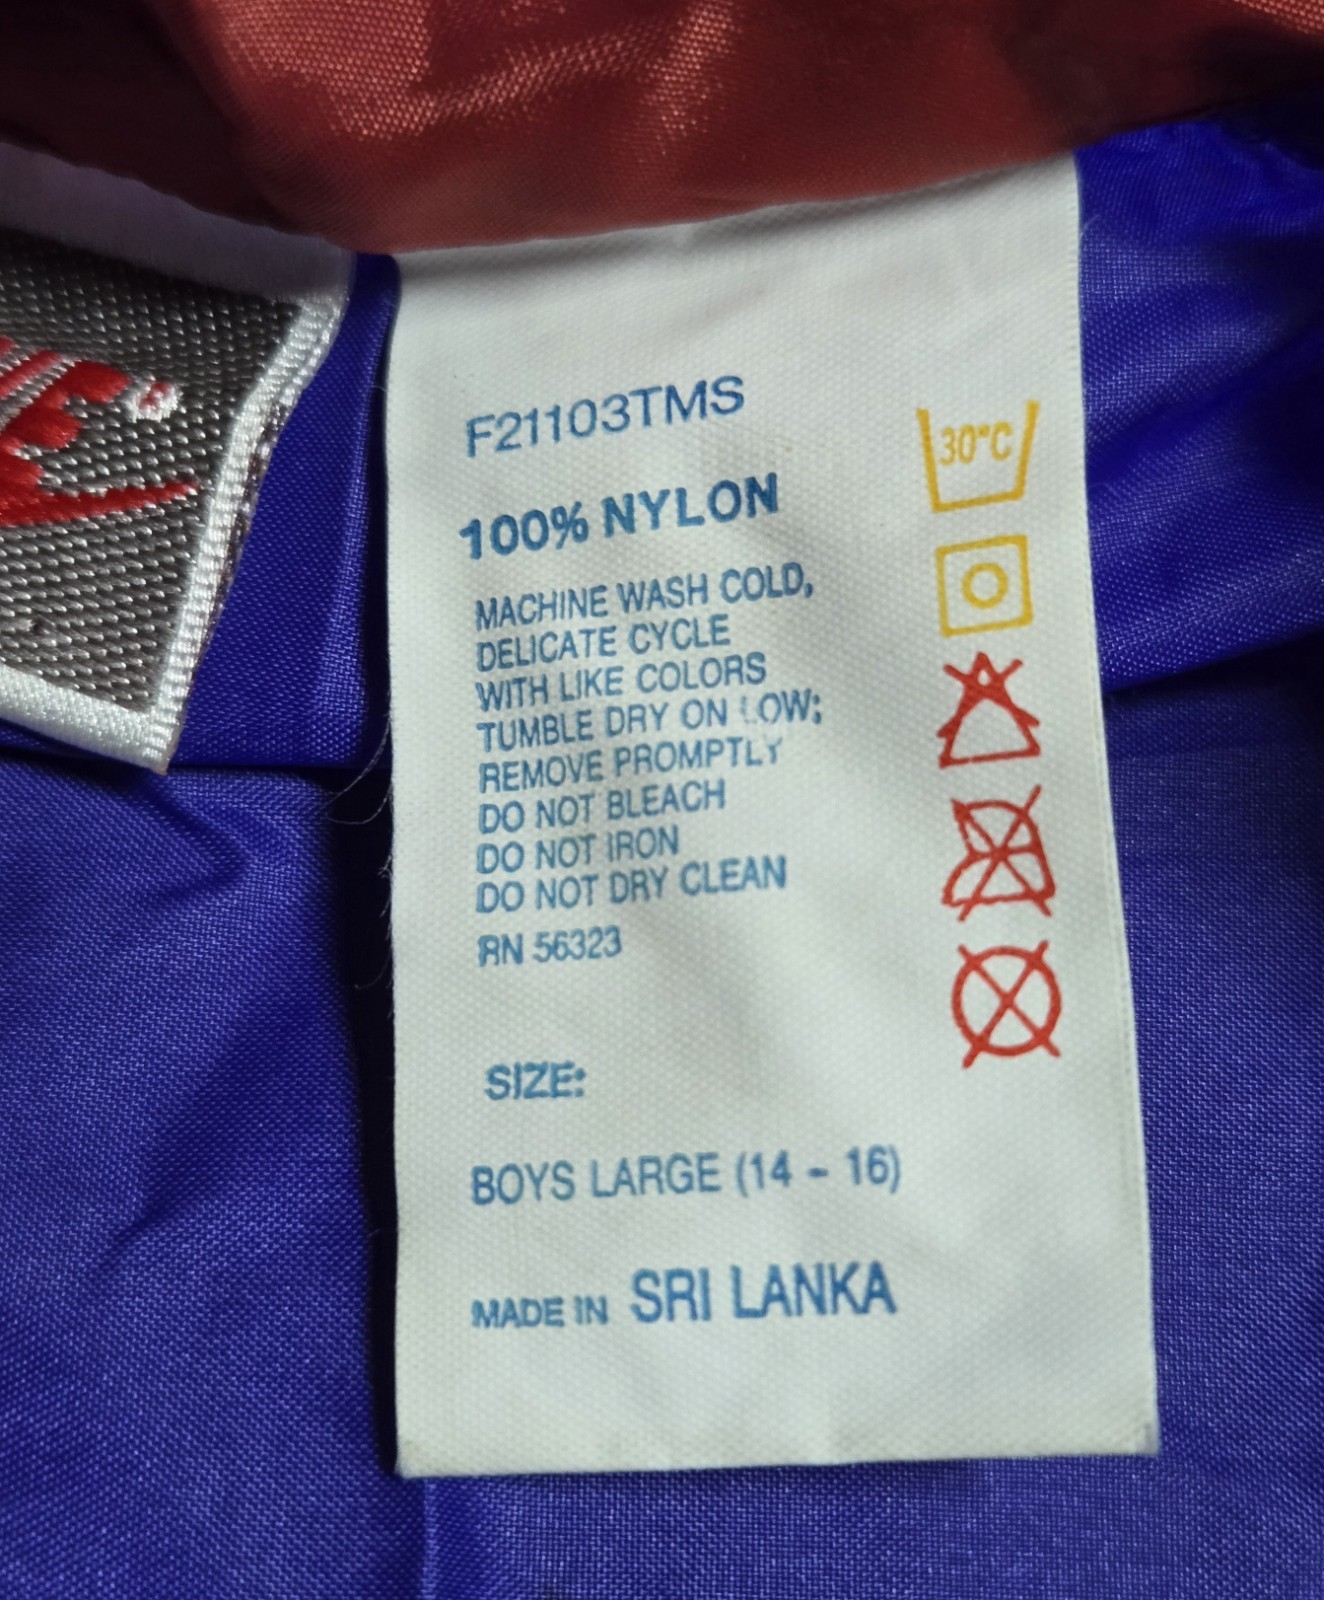 F21103TMS
100% NYLON
MACHINE WASH COLD,
DELICATE CYCLE
WITH LIKE COLORS
TUMBLE DRY ON LOW;
REMOVE PROMPTLY
DO NOT BLEACH
DO NOT IRON
DO NOT DRY CLEAN
RN 56323
SIZE:
BOYS LARGE (14 - 16)
MADE IN SRI LANKA
30°C